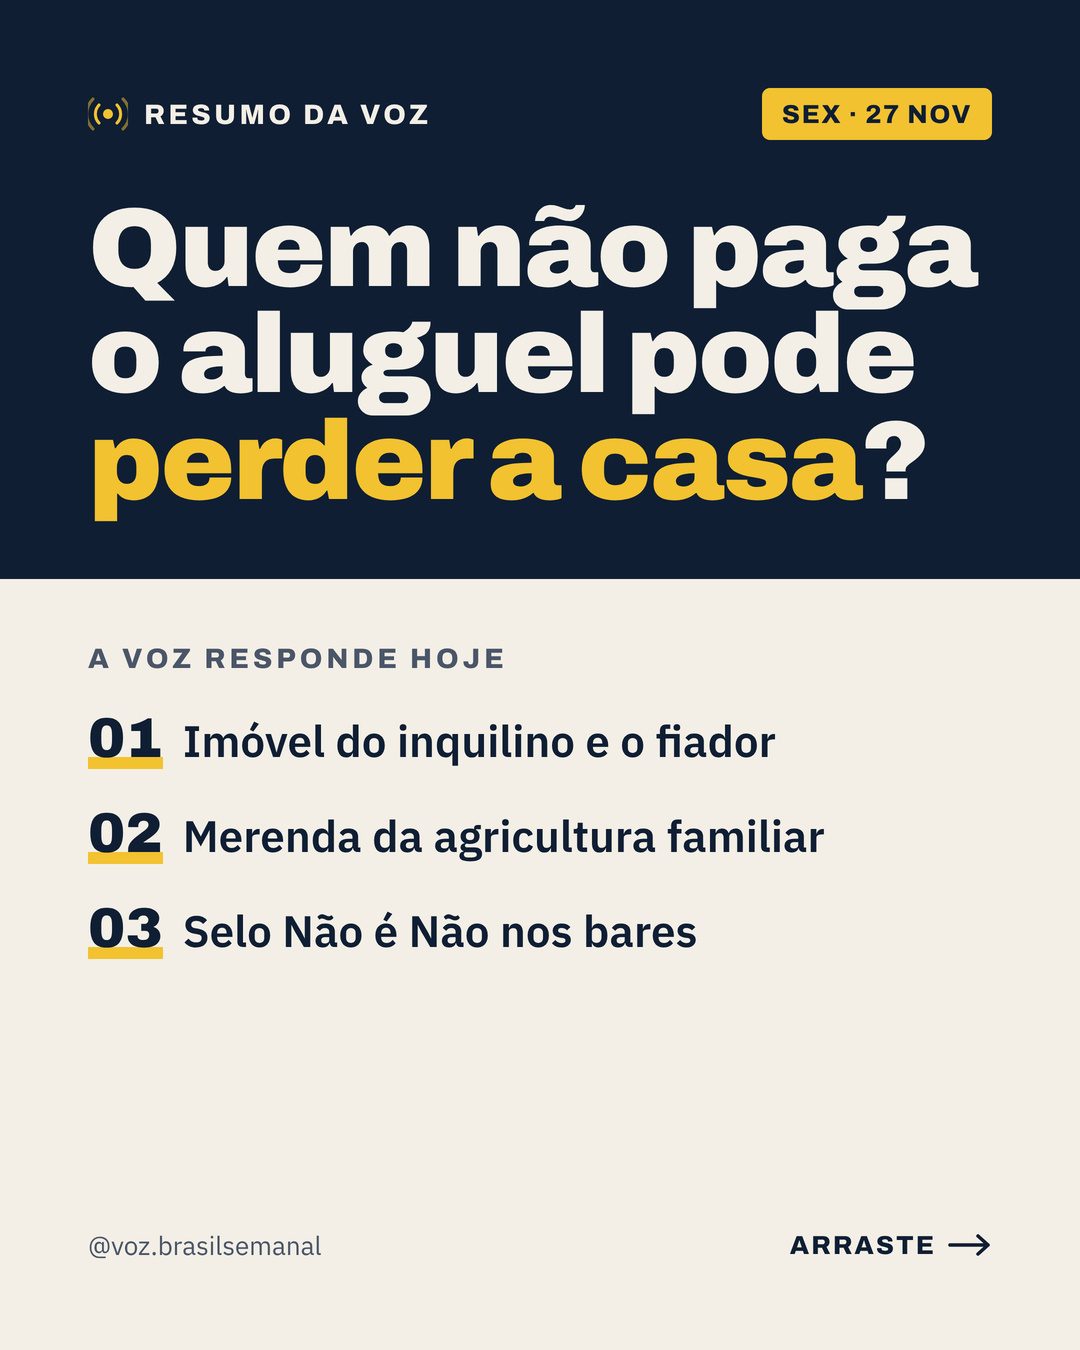 RESUMO DA VOZ
SEX · 27 NOV
Quem não paga
o aluguel pode
perder a casa?
A VOZ RESPONDE HOJE
01 Imóvel do inquilino e o fiador
02 Merenda da agricultura familiar
03 Selo Não é Não nos bares
@voz.brasilsemanal
ARRASTE →